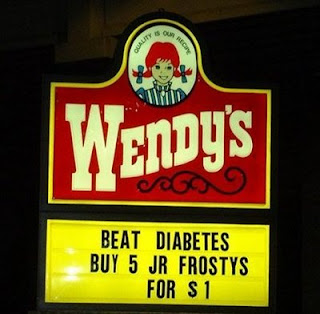 QUALITY IS OUR RECIPE
WENDY'S
BEAT DIABETES
BUY 5 JR FROSTYS
FOR $1